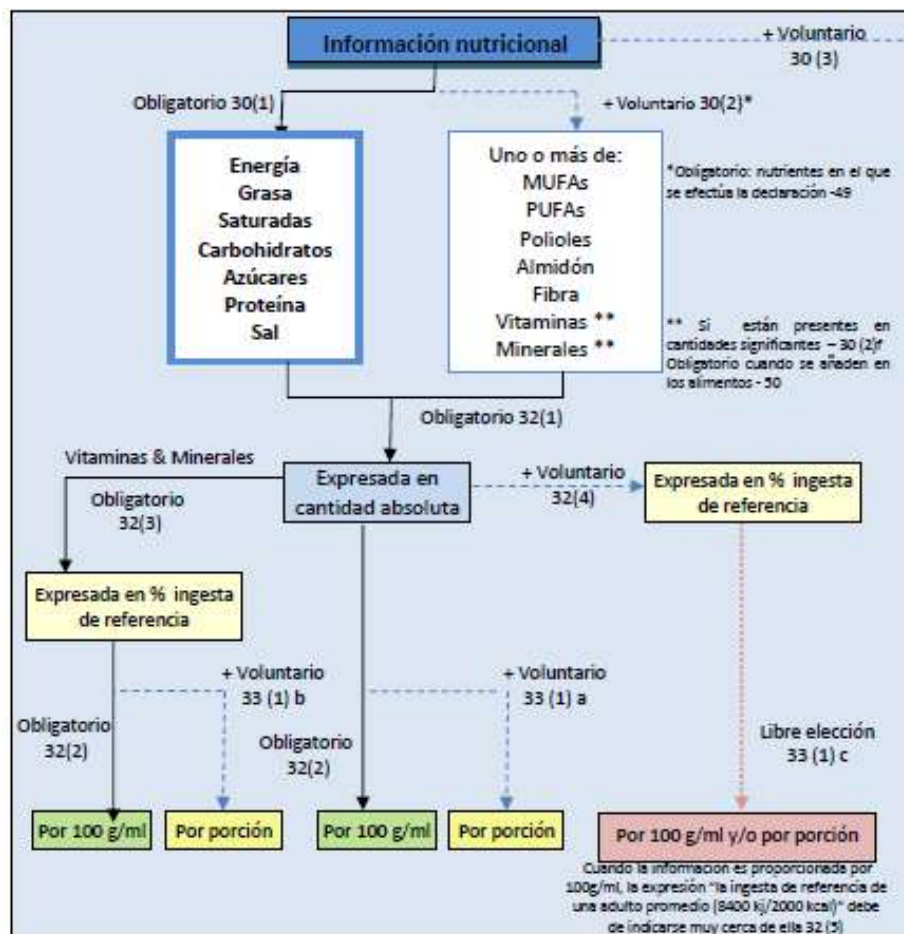 Información nutricional
+ Voluntario
30 (3)
Obligatorio 30(1)
+ Voluntario 30(2)*
Energía
Grasa
Saturadas
Carbohidratos
Azúcares
Proteína
Sal
Uno o más de:
MUFAs
PUFAs
Polioles
Almidón
Fibra
Vitaminas **
Minerales **
*Obligatorio: nutrientes en el que
se efectúa la declaración -49
** Si están presentes en
cantidades significantes – 30 (2)f
Obligatorio cuando se añaden en
los alimentos - 50
Obligatorio 32(1)
Vitaminas & Minerales
Obligatorio
32(3)
Expresada en
cantidad absoluta
+ Voluntario
32(4)
Expresada en % ingesta
de referencia
Expresada en % ingesta
de referencia
+ Voluntario
33 (1) b
+ Voluntario
33 (1) a
Obligatorio
32(2)
Obligatorio
32(2)
Libre elección
33 (1) c
Por 100 g/ml
Por porción
Por 100 g/ml
Por porción
Por 100 g/ml y/o por porción
Cuando la información es proporcionada por
100g/ml, la expresión "la ingesta de referencia de
una adulto promedio (8400 kj/2000 kcal)" debe
de indicarse muy cerca de ella 32 (5)